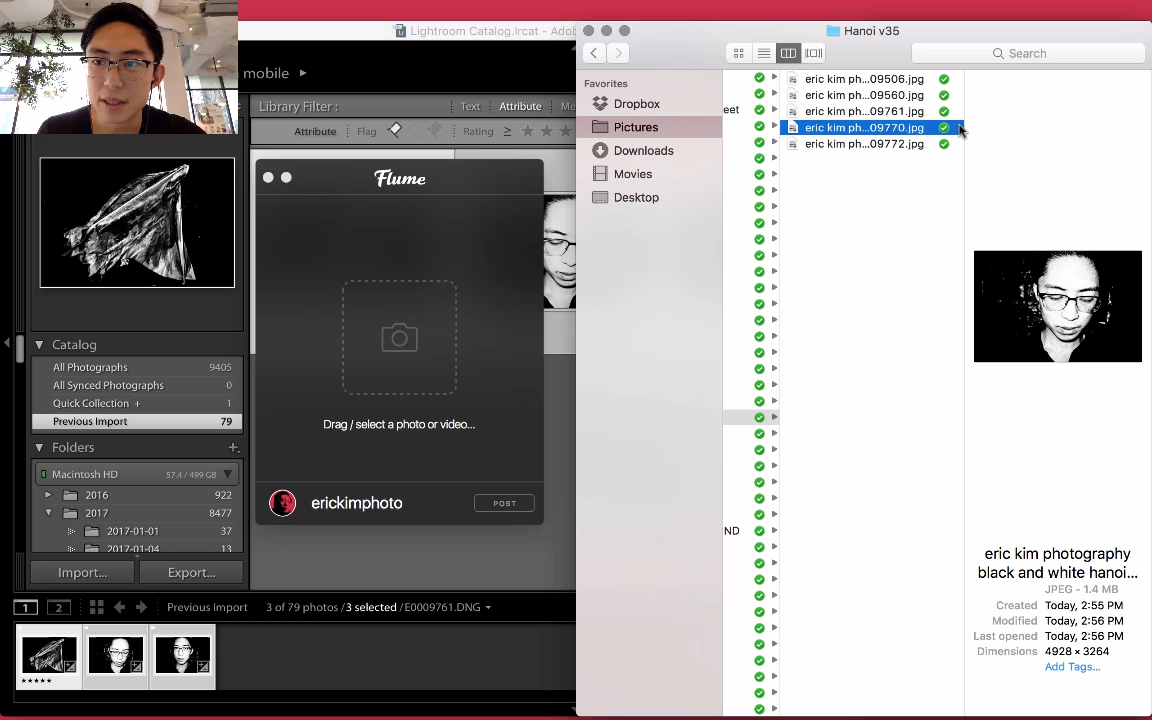 Lightroom Catalog.lrcat - Adob
mobile
Library Filter :
Text
Attribute
Me
Attribute
Flag
Rating
≥
Flume
Drag / select a photo or video...
erickimphoto
POST
Catalog
All Photographs 9405
All Synced Photographs 0
Quick Collection + 1
Previous Import 79
Folders
Macintosh HD 57.4 / 499 GB
2016 922
2017 8477
2017-01-01 37
2017-01-04 13
Import...
Export...
1
2
Previous Import
3 of 79 photos / 3 selected / E0009761.DNG
★★★★★
Hanoi v35
Search
Favorites
Dropbox
Pictures
Downloads
Movies
Desktop
eet
ND
eric kim ph...09506.jpg
eric kim ph...09560.jpg
eric kim ph...09761.jpg
eric kim ph...09770.jpg
eric kim ph...09772.jpg
eric kim photography
black and white hanoi...
JPEG - 1.4 MB
Created Today, 2:55 PM
Modified Today, 2:56 PM
Last opened Today, 2:56 PM
Dimensions 4928 × 3264
Add Tags...